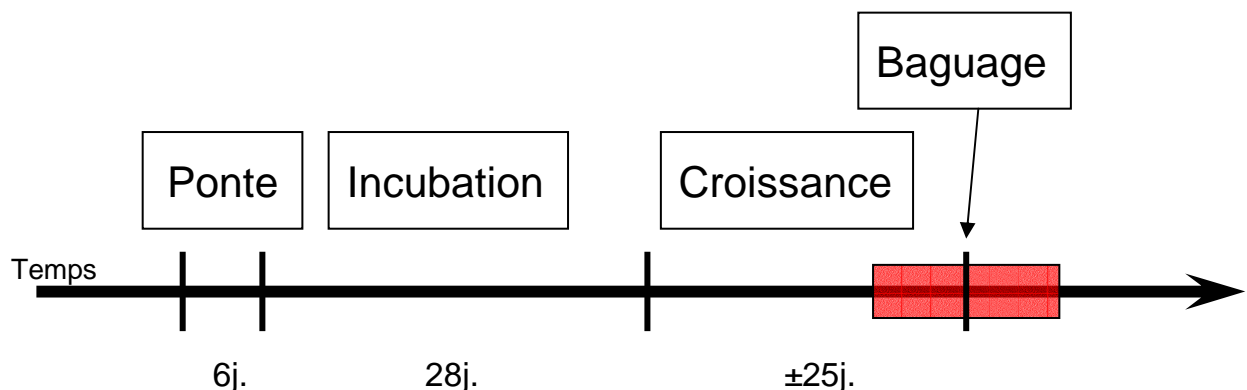 Baguage
Ponte
Incubation
Croissance
Temps
6j.
28j.
±25j.